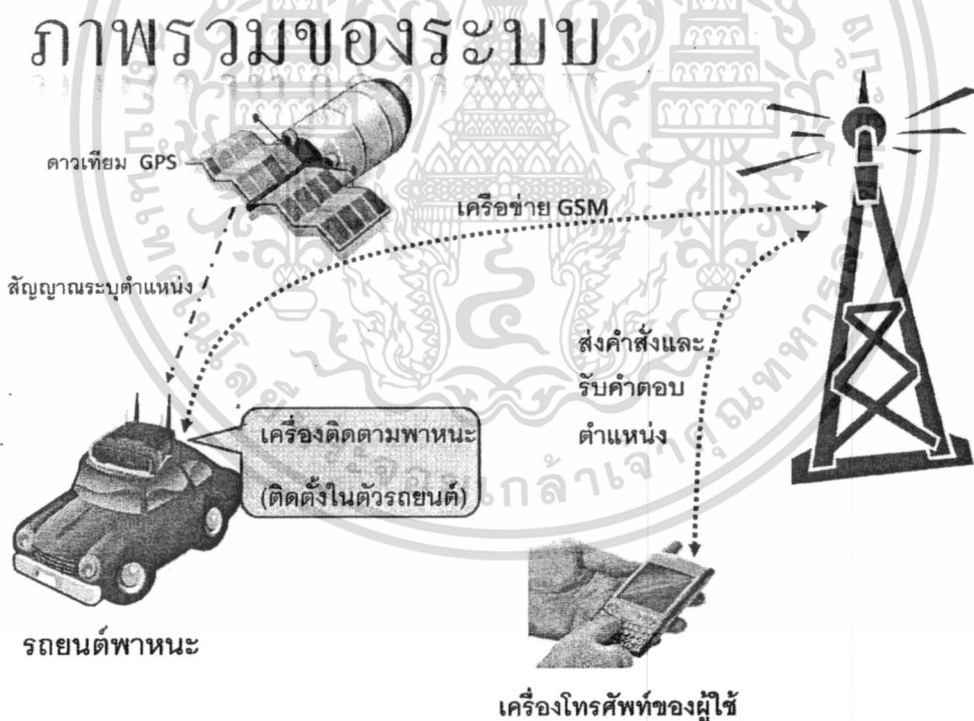 ภาพรวมของระบบ
ดาวเทียม GPS
เครือข่าย GSM
สัญญาณระบุตำแหน่ง
ส่งคำสั่งและ
รับคำตอบ
ตำแหน่ง
เครื่องติดตามพาหนะ
(ติดตั้งในตัวรถยนต์)
รถยนต์พาหนะ
เครื่องโทรศัพท์ของผู้ใช้